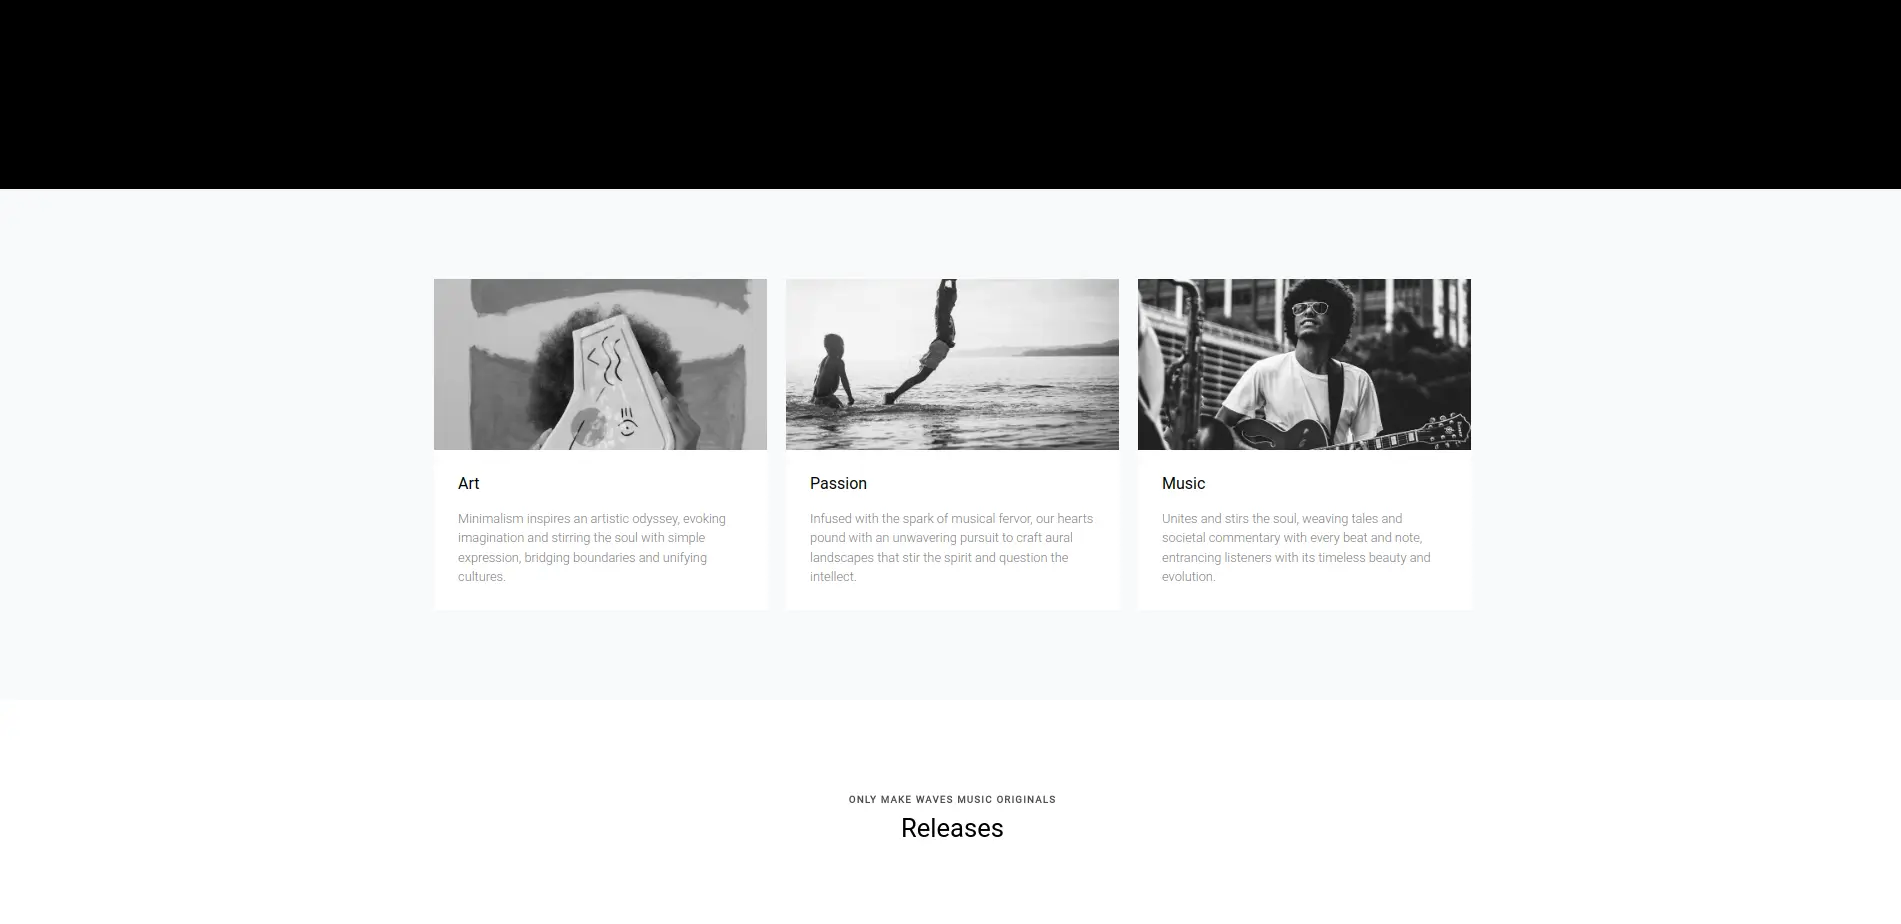 Art
Minimalism inspires an artistic odyssey, evoking
imagination and stirring the soul with simple
expression, bridging boundaries and unifying
cultures.
Passion
Infused with the spark of musical fervor, our hearts
pound with an unwavering pursuit to craft aural
landscapes that stir the spirit and question the
intellect.
Music
Unites and stirs the soul, weaving tales and
societal commentary with every beat and note,
entrancing listeners with its timeless beauty and
evolution.
ONLY MAKE WAVES MUSIC ORIGINALS
Releases